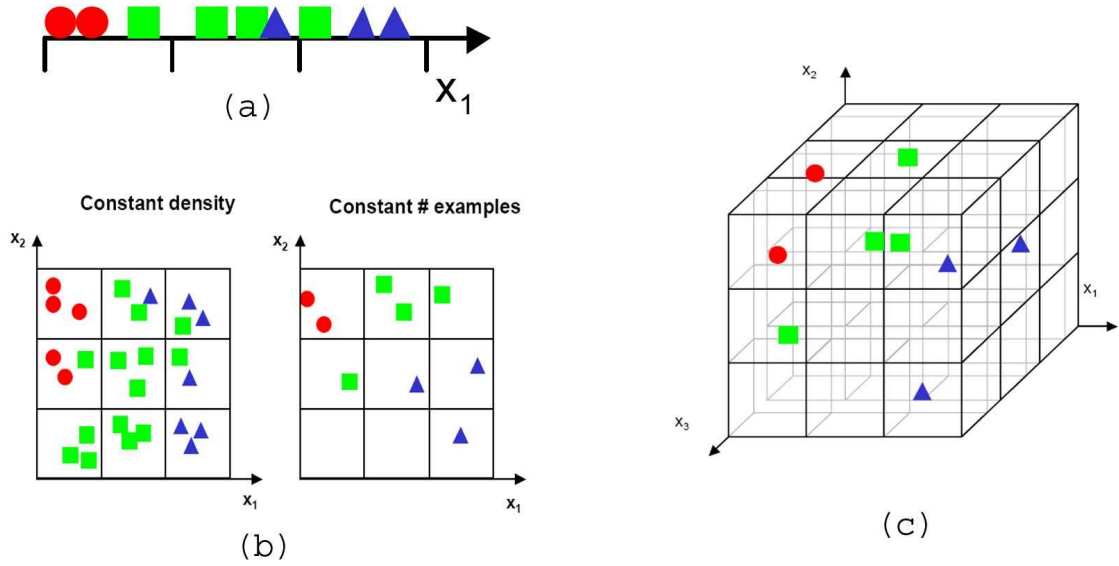 x₁
(a)
Constant density
Constant # examples
x₂
x₂
x₁
x₁
(b)
x₂
x₁
x₃
(c)